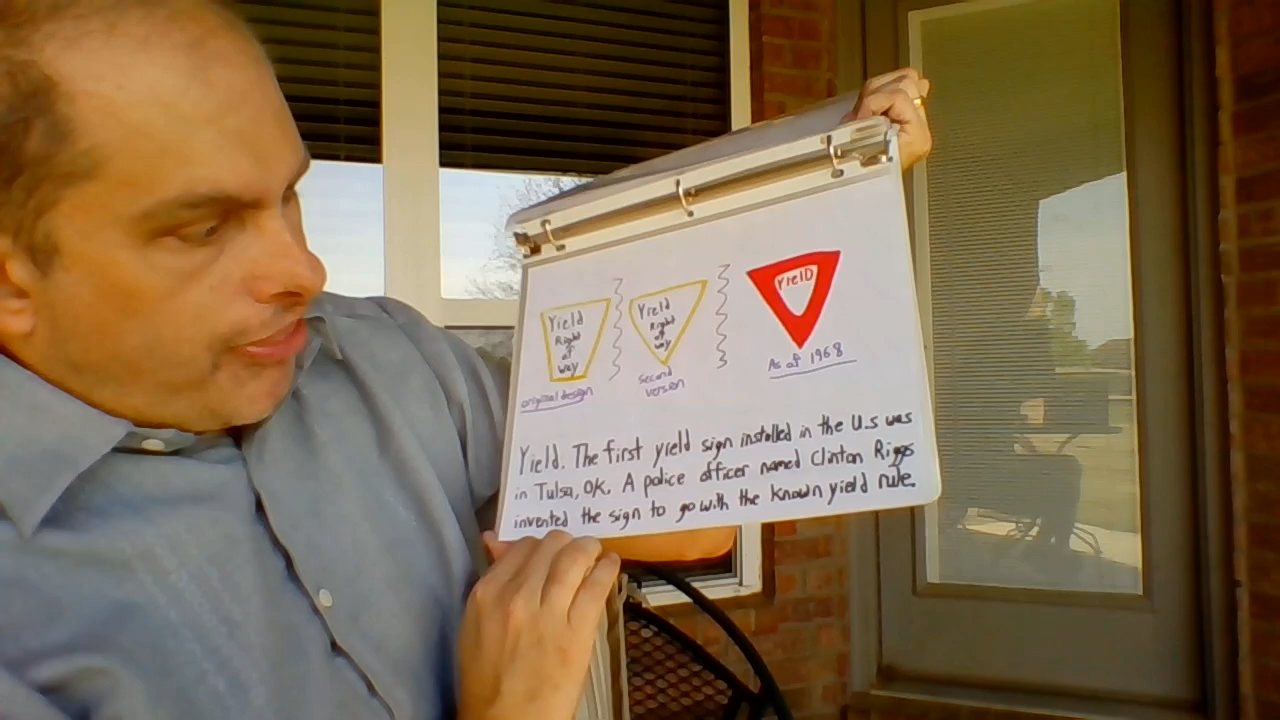 Yield
Right
of
way
original design
Yield
Right
of
way
second
version
YielD
As of 1968
Yield. The first yield sign installed in the U.S was
in Tulsa, OK. A police officer named Clinton Riggs
invented the sign to go with the known yield rule.